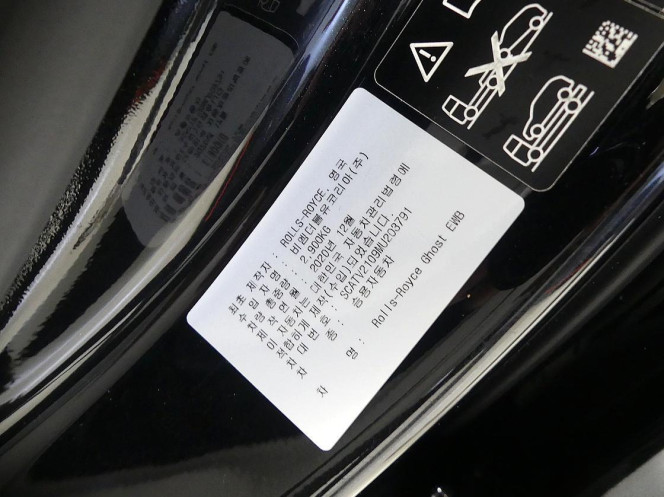 최초 제작자 : ROLLS-ROYCE, 영국
수입자명 : 비엠더블유코리아(주)
차량총중량 : 2,900KG
제작연월 : 2020년 12월
이 자동차는 대한민국 자동차관리법령에
적합하게 제작(수입)되었습니다.
차대번호 : SCATV2109MU203791
차 종 : 승용자동차
차 명 : Rolls-Royce Ghost EWB